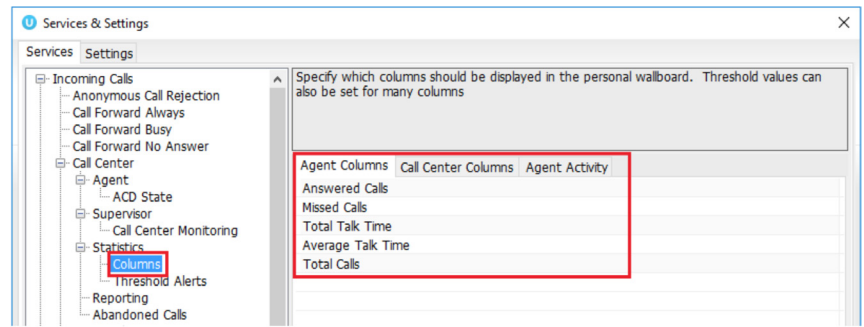 Services & Settings
Services Settings
Incoming Calls
Anonymous Call Rejection
Call Forward Always
Call Forward Busy
Call Forward No Answer
Call Center
Agent
ACD State
Supervisor
Call Center Monitoring
Statistics
Columns
Threshold Alerts
Reporting
Abandoned Calls
Specify which columns should be displayed in the personal wallboard. Threshold values can
also be set for many columns
Agent Columns Call Center Columns Agent Activity
Answered Calls
Missed Calls
Total Talk Time
Average Talk Time
Total Calls